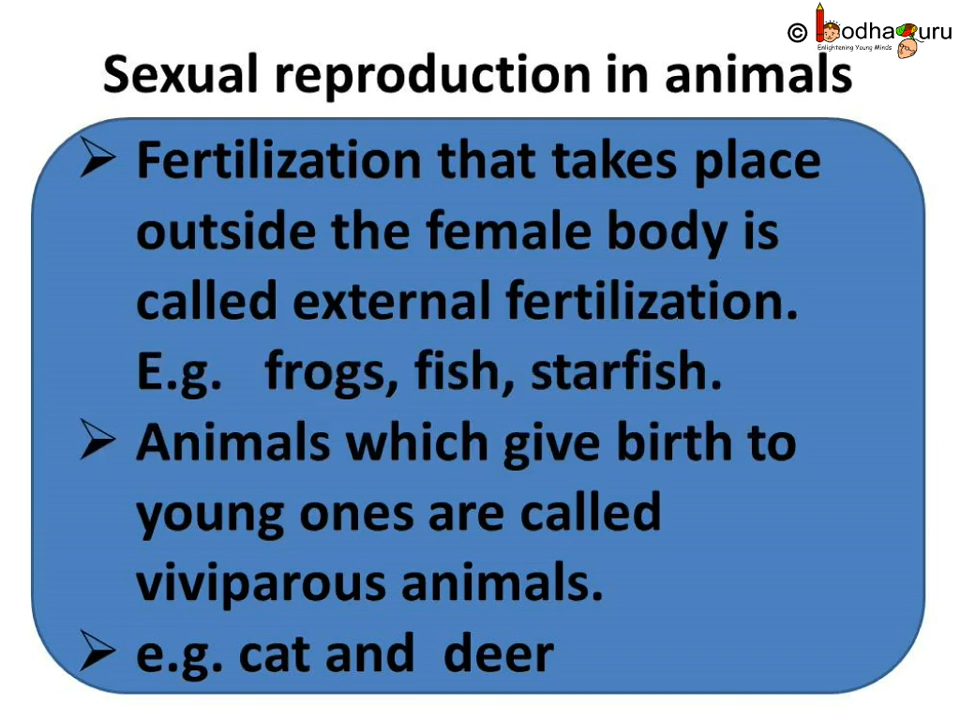 © BodhaGuru
Enlightening Young Minds
Sexual reproduction in animals
➢ Fertilization that takes place
outside the female body is
called external fertilization.
E.g. frogs, fish, starfish.
➢ Animals which give birth to
young ones are called
viviparous animals.
➢ e.g. cat and deer